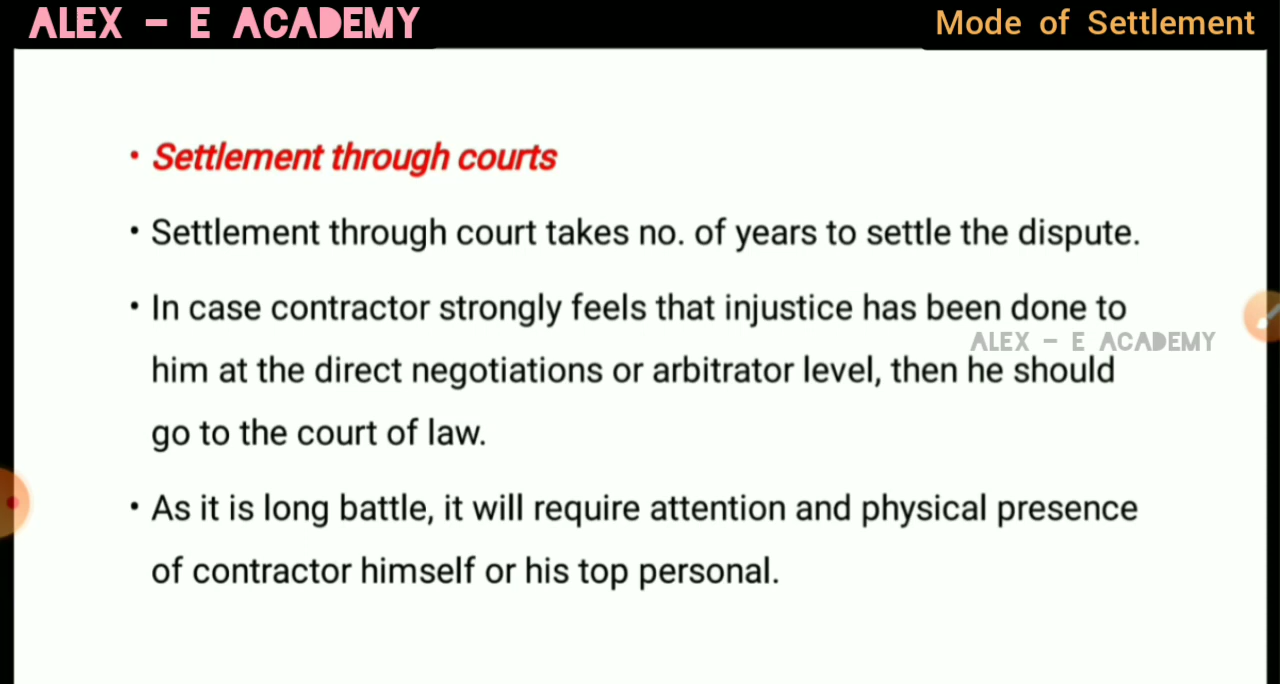 ALEX - E ACADEMY
Mode of Settlement
• Settlement through courts
• Settlement through court takes no. of years to settle the dispute.
• In case contractor strongly feels that injustice has been done to
ALEX - E ACADEMY
him at the direct negotiations or arbitrator level, then he should
go to the court of law.
• As it is long battle, it will require attention and physical presence
of contractor himself or his top personal.